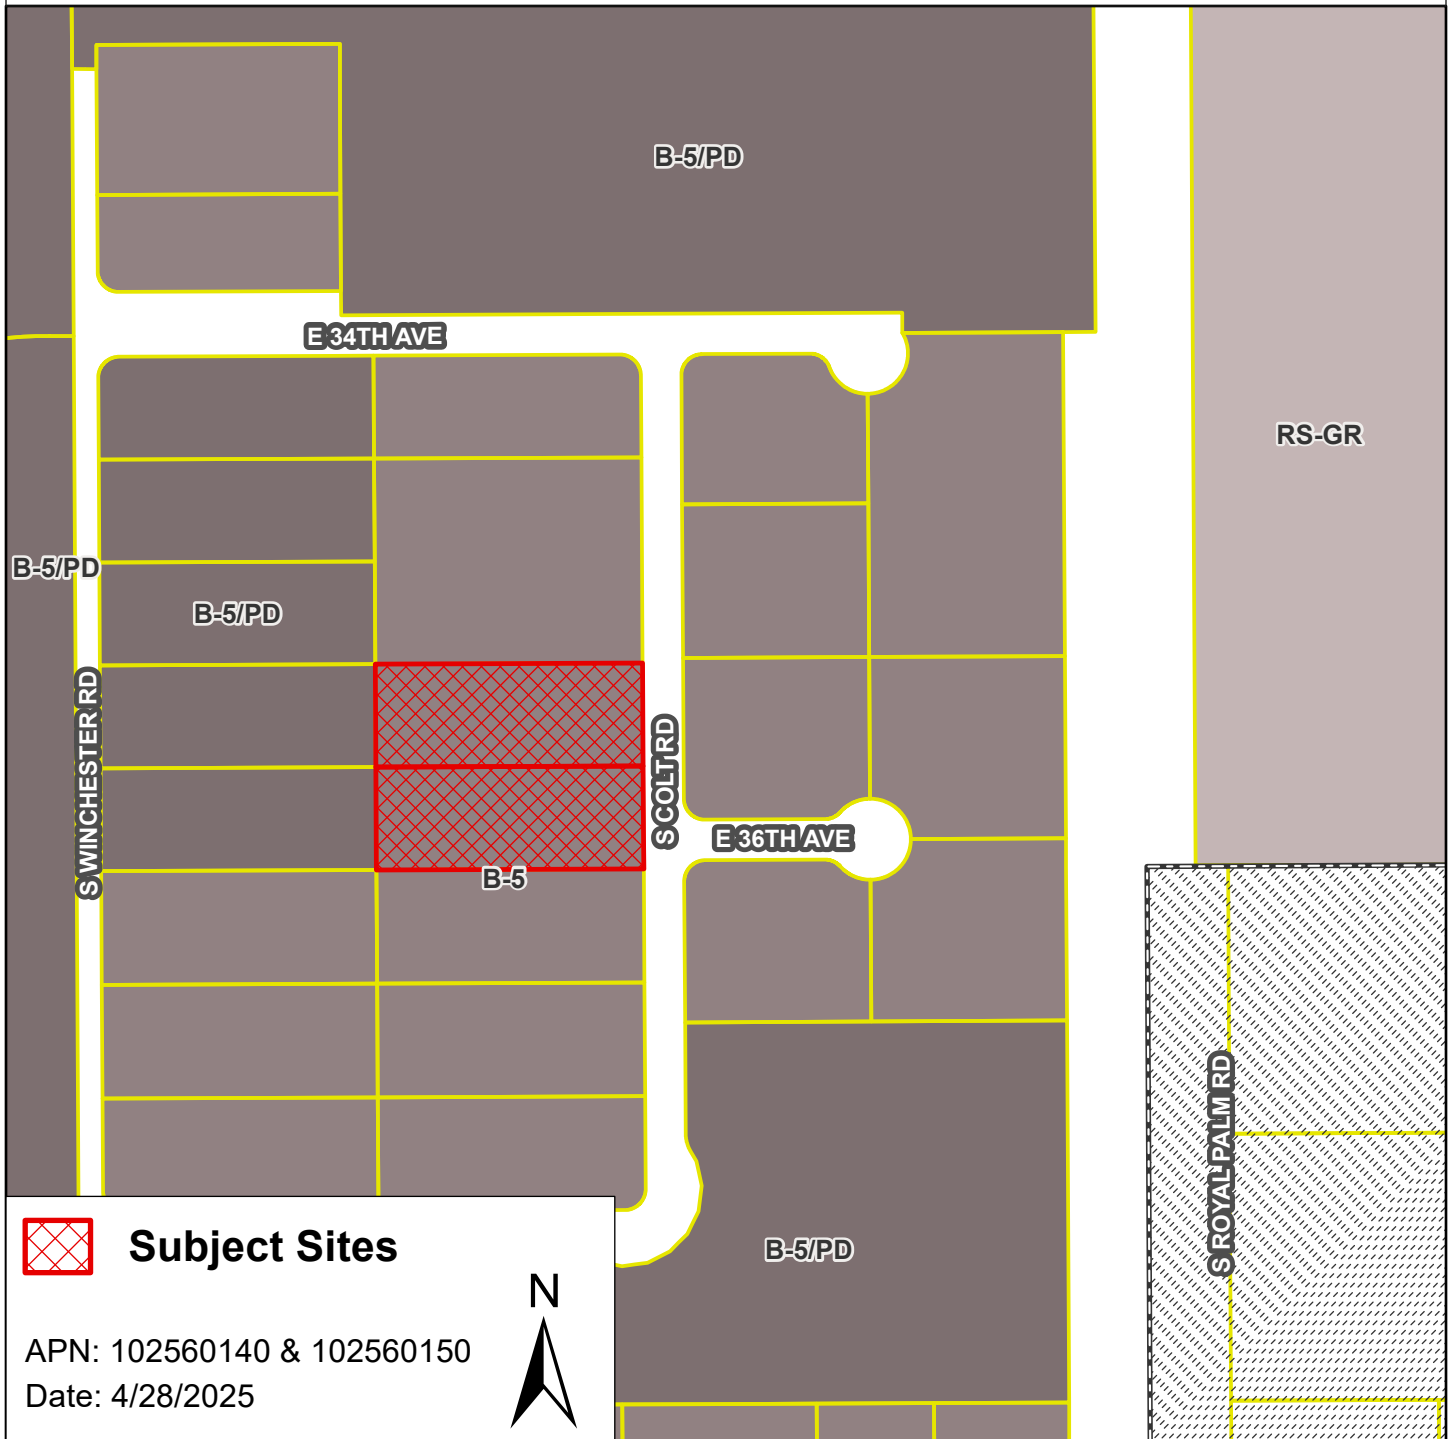 B-5/PD
E 34TH AVE
RS-GR
B-5/PD
B-5/PD
S WINCHESTER RD
S COLT RD
E 36TH AVE
B-5
S ROYAL PALM RD
B-5/PD
Subject Sites
N
APN: 102560140 & 102560150
Date: 4/28/2025